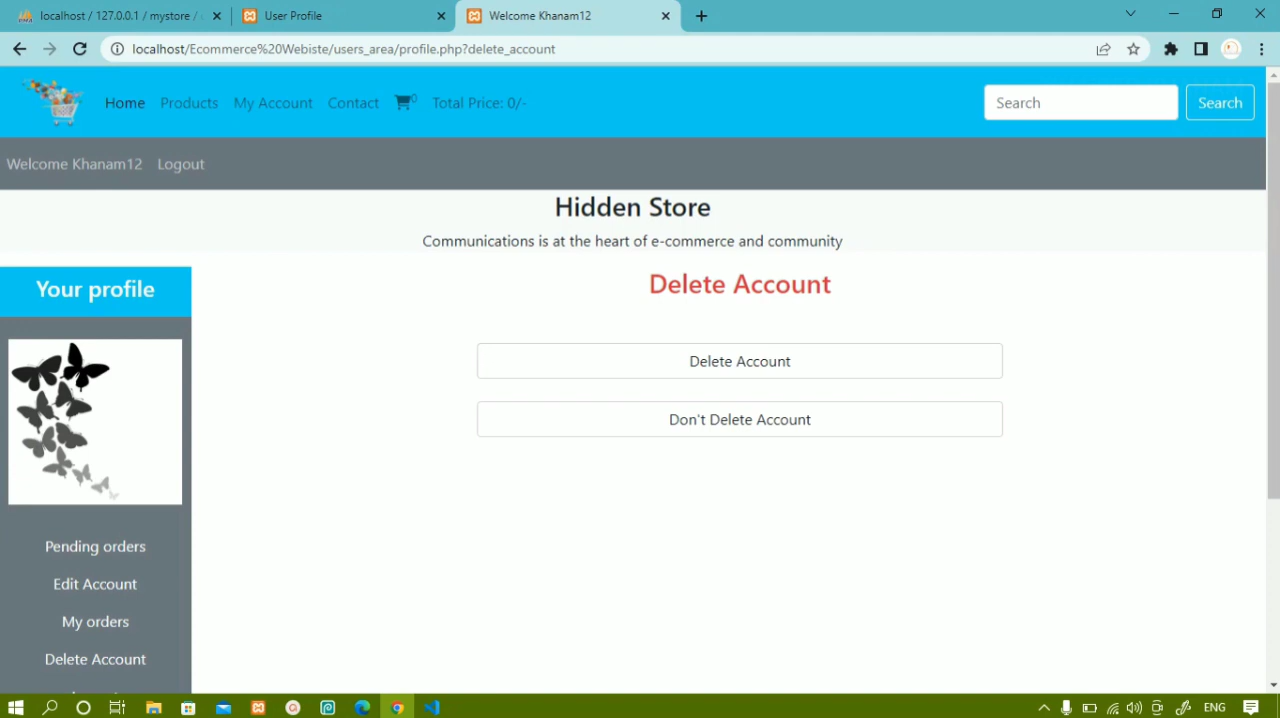 localhost / 127.0.0.1 / mystore /
User Profile
Welcome Khanam12
localhost/Ecommerce%20Webiste/users_area/profile.php?delete_account
Home Products My Account Contact 0 Total Price: 0/- Search Search
Welcome Khanam12 Logout
Hidden Store
Communications is at the heart of e-commerce and community
Your profile
Delete Account
Delete Account
Don't Delete Account
Pending orders
Edit Account
My orders
Delete Account
ENG